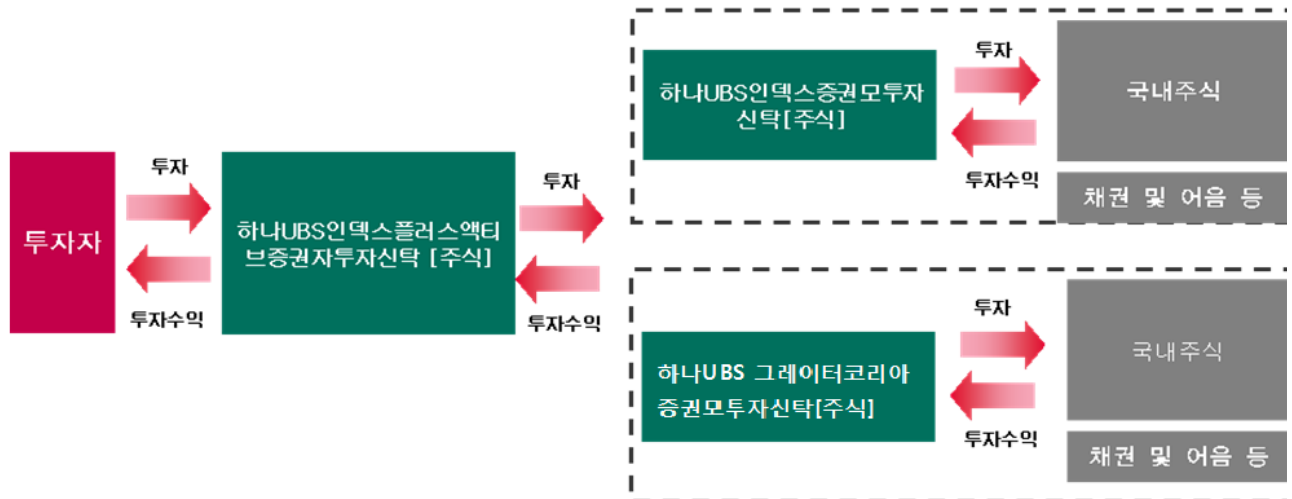 투자자
투자
투자수익
하나UBS인덱스플러스액티
브증권자투자신탁 [주식]
투자
투자수익
하나UBS인덱스증권모투자
신탁[주식]
투자
투자수익
국내주식
채권 및 어음 등
하나UBS 그레이터코리아
증권모투자신탁[주식]
투자
투자수익
국내주식
채권 및 어음 등